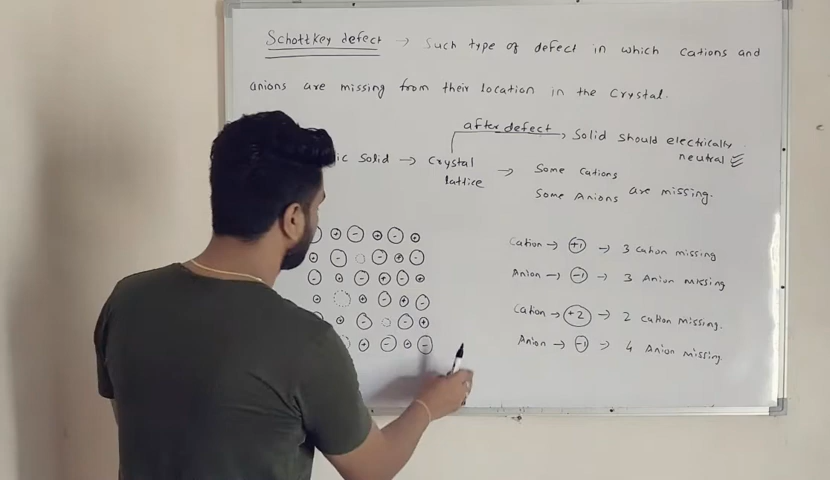 Schottkey defect → Such type of defect in which cations and
anions are missing from their location in the Crystal.
after defect → Solid should electrically
neutral
ic Solid → Crystal → Some Cations
lattice Some Anions are missing.
Cation → +1 → 3 Cation missing
Anion → -1 → 3 Anion missing
Cation → +2 → 2 Cation missing.
Anion → -1 → 4 Anion missing
- + - + - +
- - + -
- + - + - +
+ + - + -
+ - - +
+ - + -